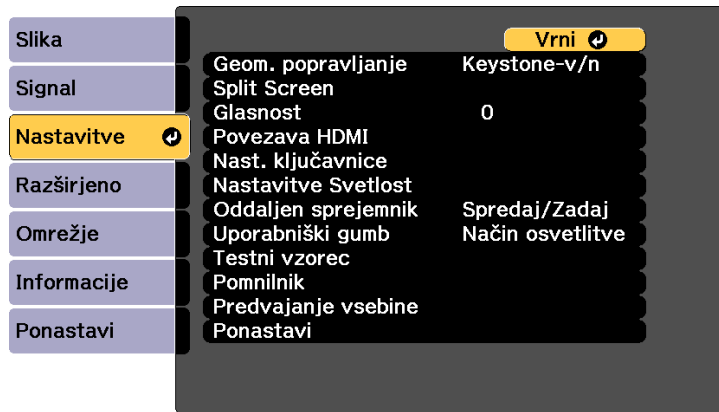 Slika
Signal
Nastavitve
Razširjeno
Omrežje
Informacije
Ponastavi
Vrni
Geom. popravljanje Keystone-v/n
Split Screen
Glasnost 0
Povezava HDMI
Nast. ključavnice
Nastavitve Svetlost
Oddaljen sprejemnik Spredaj/Zadaj
Uporabniški gumb Način osvetlitve
Testni vzorec
Pomnilnik
Predvajanje vsebine
Ponastavi